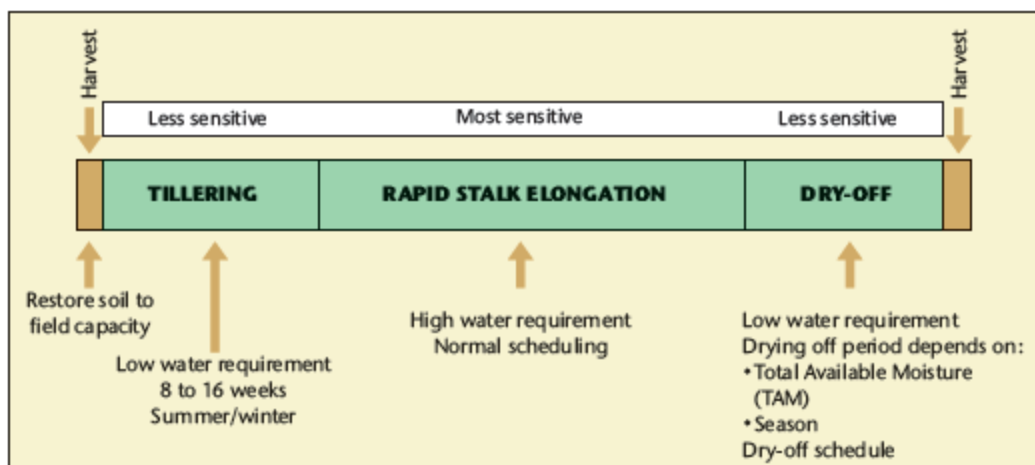 Harvest
Harvest
Less sensitive
Most sensitive
Less sensitive
TILLERING
RAPID STALK ELONGATION
DRY-OFF
Restore soil to
field capacity
Low water requirement
8 to 16 weeks
Summer/winter
High water requirement
Normal scheduling
Low water requirement
Drying off period depends on:
•Total Available Moisture
(TAM)
•Season
Dry-off schedule